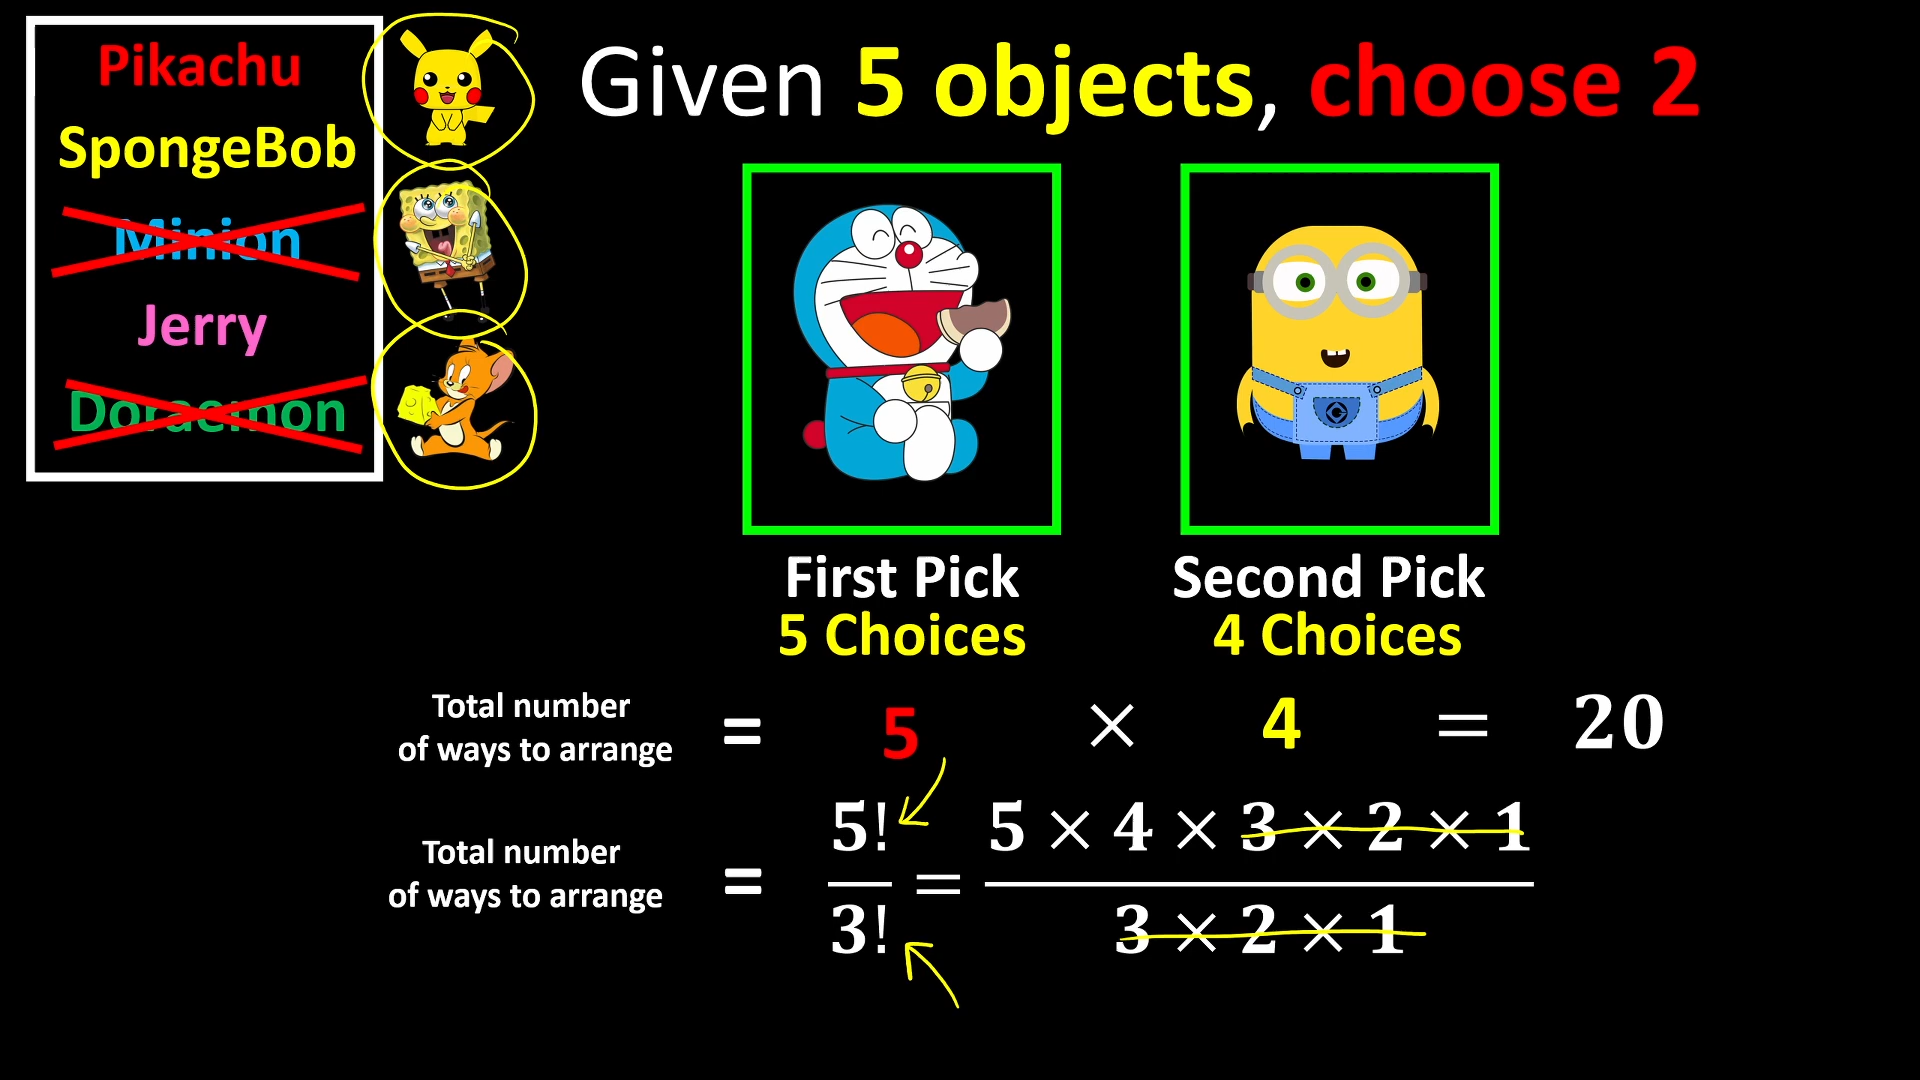 Pikachu
SpongeBob
Minion
Jerry
Doraemon
Given 5 objects, choose 2
First Pick
5 Choices
Second Pick
4 Choices
Total number
of ways to arrange
= 5 × 4 = 20
Total number
of ways to arrange
= 5!/3! = 5 × 4 × 3 × 2 × 1 / 3 × 2 × 1